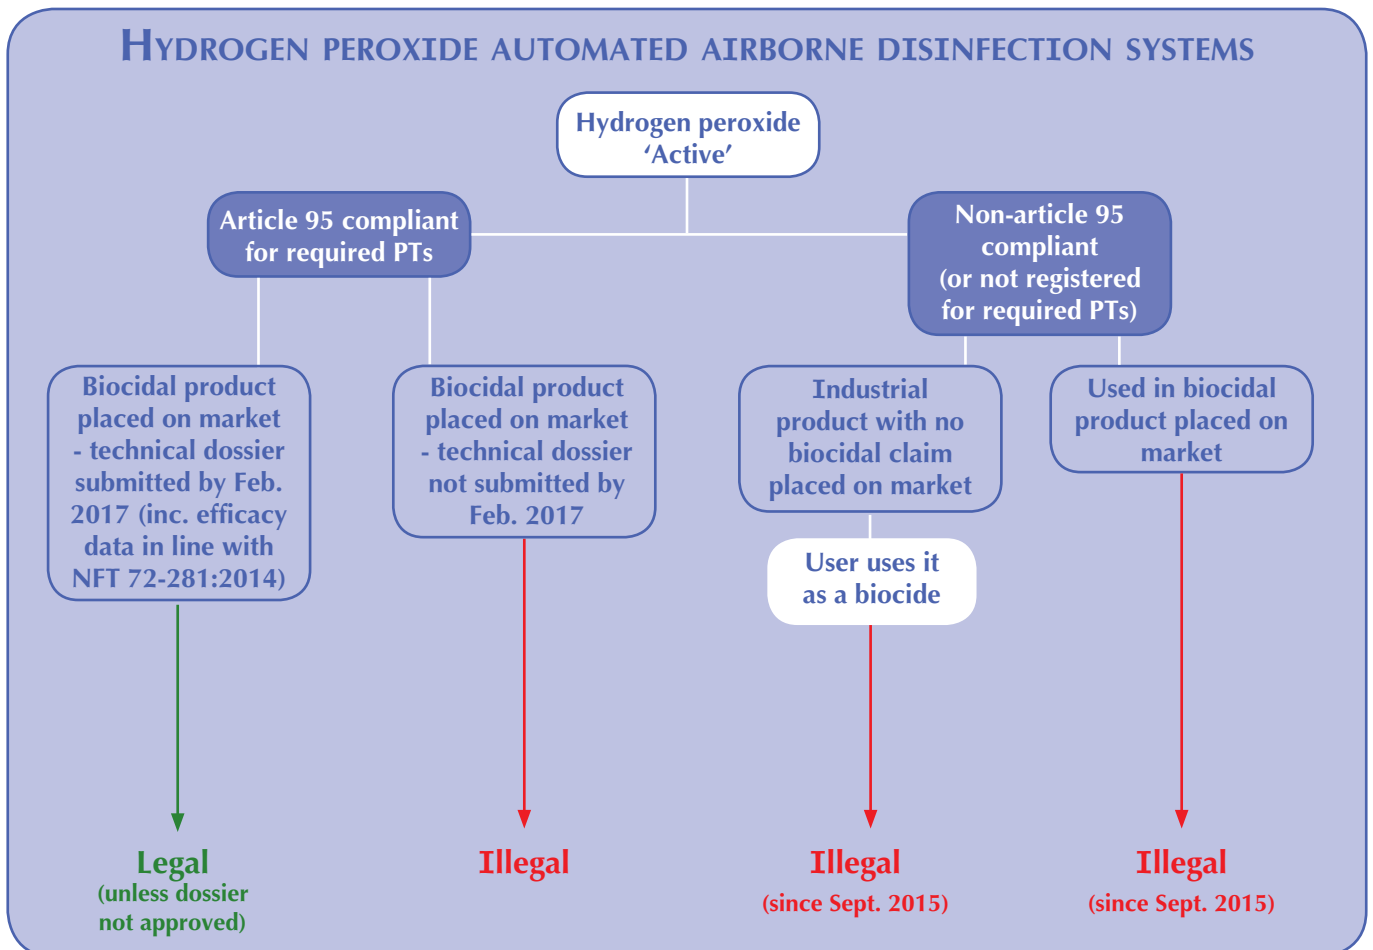 HYDROGEN PEROXIDE AUTOMATED AIRBORNE DISINFECTION SYSTEMS
Hydrogen peroxide
‘Active’
Article 95 compliant
for required PTs
Non-article 95
compliant
(or not registered
for required PTs)
Biocidal product
placed on market
- technical dossier
submitted by Feb.
2017 (inc. efficacy
data in line with
NFT 72-281:2014)
Biocidal product
placed on market
- technical dossier
not submitted by
Feb. 2017
Industrial
product with no
biocidal claim
placed on market
Used in biocidal
product placed on
market
User uses it
as a biocide
Legal
(unless dossier
not approved)
Illegal
Illegal
(since Sept. 2015)
Illegal
(since Sept. 2015)